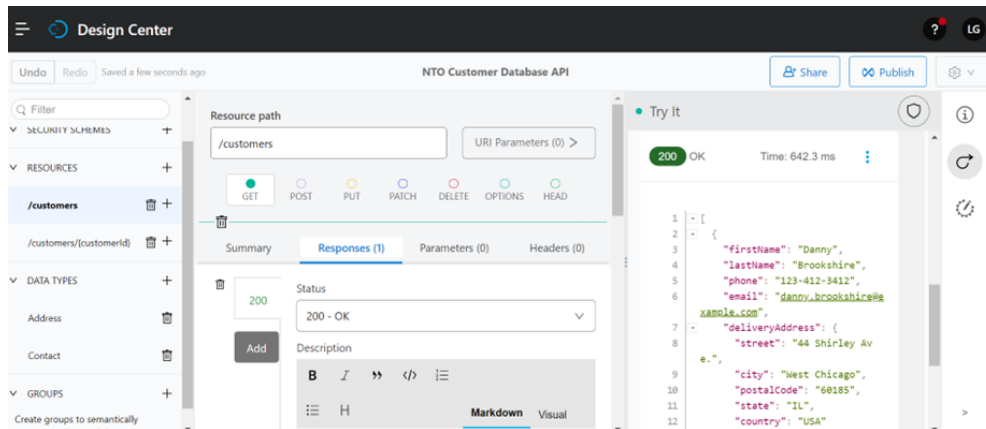 Design Center
?
LG
Undo Redo Saved a few seconds ago
NTO Customer Database API
Share
Publish
Filter
SECURITY SCHEMES +
RESOURCES +
/customers +
/customers/{customerId} +
DATA TYPES +
Address
Contact
GROUPS +
Create groups to semantically
Resource path
/customers
URI Parameters (0) >
GET POST PUT PATCH DELETE OPTIONS HEAD
Summary Responses (1) Parameters (0) Headers (0)
200
Add
Status
200 - OK
Description
B I ” </> H
Markdown Visual
Try It
200 OK Time: 642.3 ms
1 - [
2 - {
3 "firstName": "Danny",
4 "lastName": "Brookshire",
5 "phone": "123-412-3412",
6 "email": "danny.brookshire@e
xample.com",
7 - "deliveryAddress": {
8 "street": "44 Shirley Av
e.",
9 "city": "West Chicago",
10 "postalCode": "60185",
11 "state": "IL",
12 "country": "USA"
>